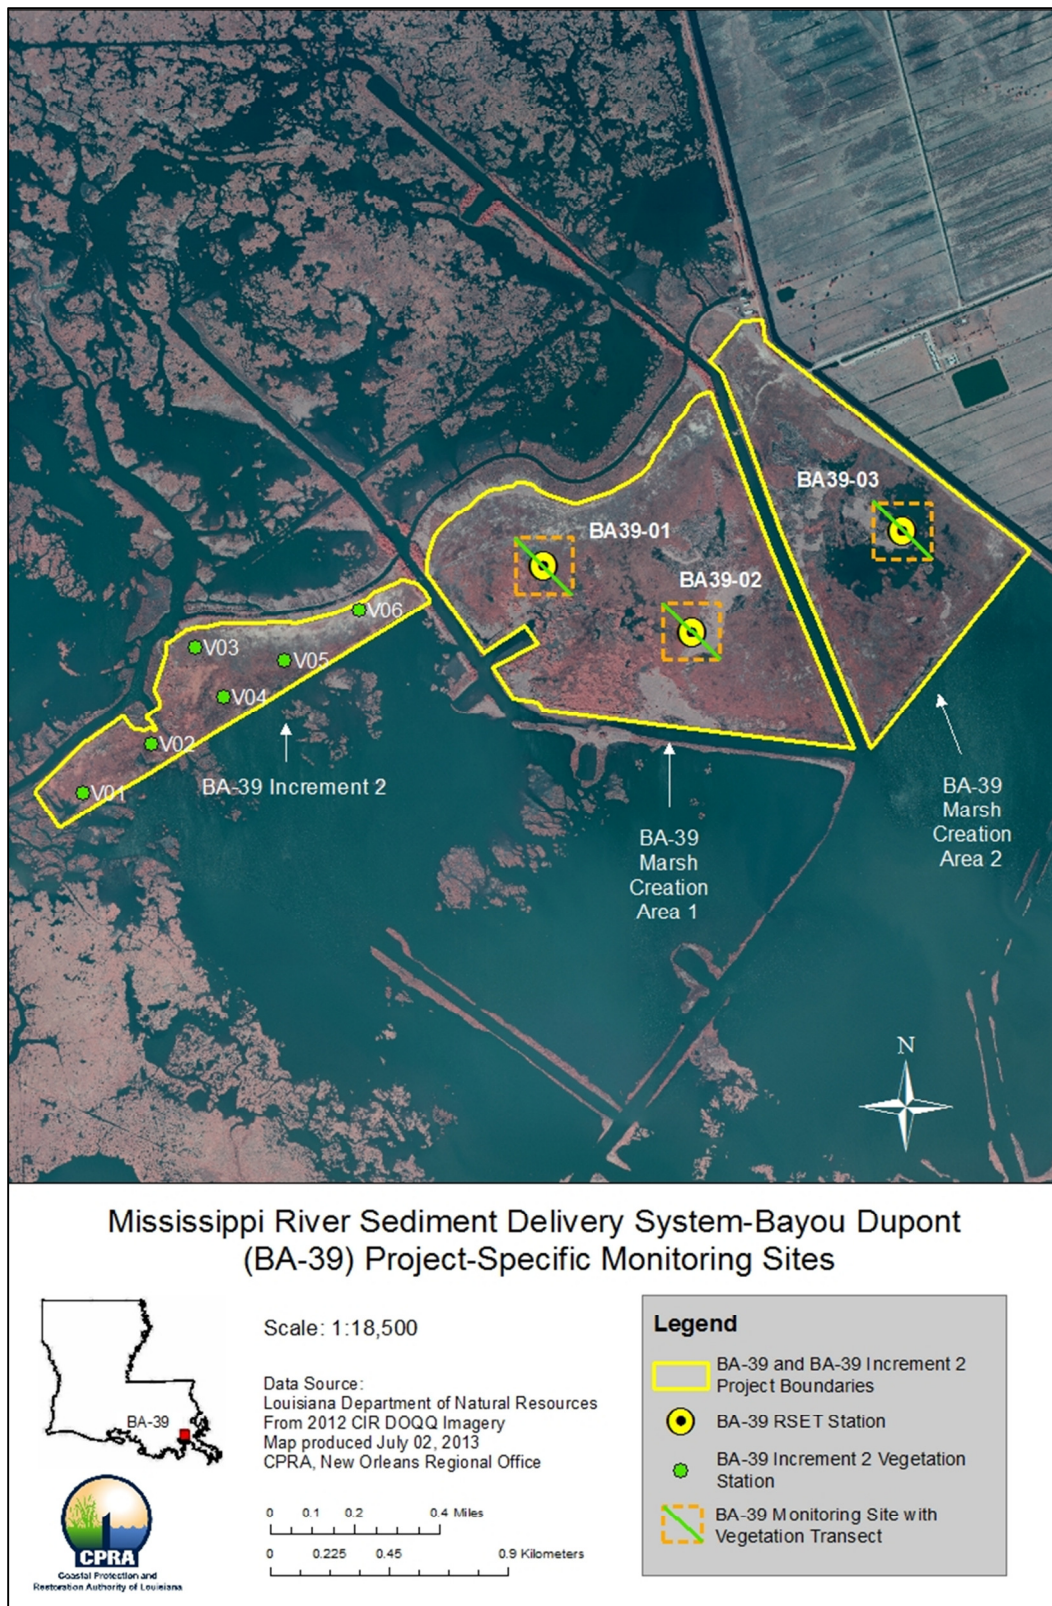 BA39-03
BA39-01
BA39-02
V06
V03
V05
V04
V02
V01
BA-39 Increment 2
BA-39
Marsh
Creation
Area 1
BA-39
Marsh
Creation
Area 2
N
Mississippi River Sediment Delivery System-Bayou Dupont
(BA-39) Project-Specific Monitoring Sites
BA-39
Scale: 1:18,500
Data Source:
Louisiana Department of Natural Resources
From 2012 CIR DOQQ Imagery
Map produced July 02, 2013
CPRA, New Orleans Regional Office
0 0.1 0.2 0.4 Miles
0 0.225 0.45 0.9 Kilometers
CPRA
Coastal Protection and
Restoration Authority of Louisiana
Legend
BA-39 and BA-39 Increment 2
Project Boundaries
BA-39 RSET Station
BA-39 Increment 2 Vegetation
Station
BA-39 Monitoring Site with
Vegetation Transect